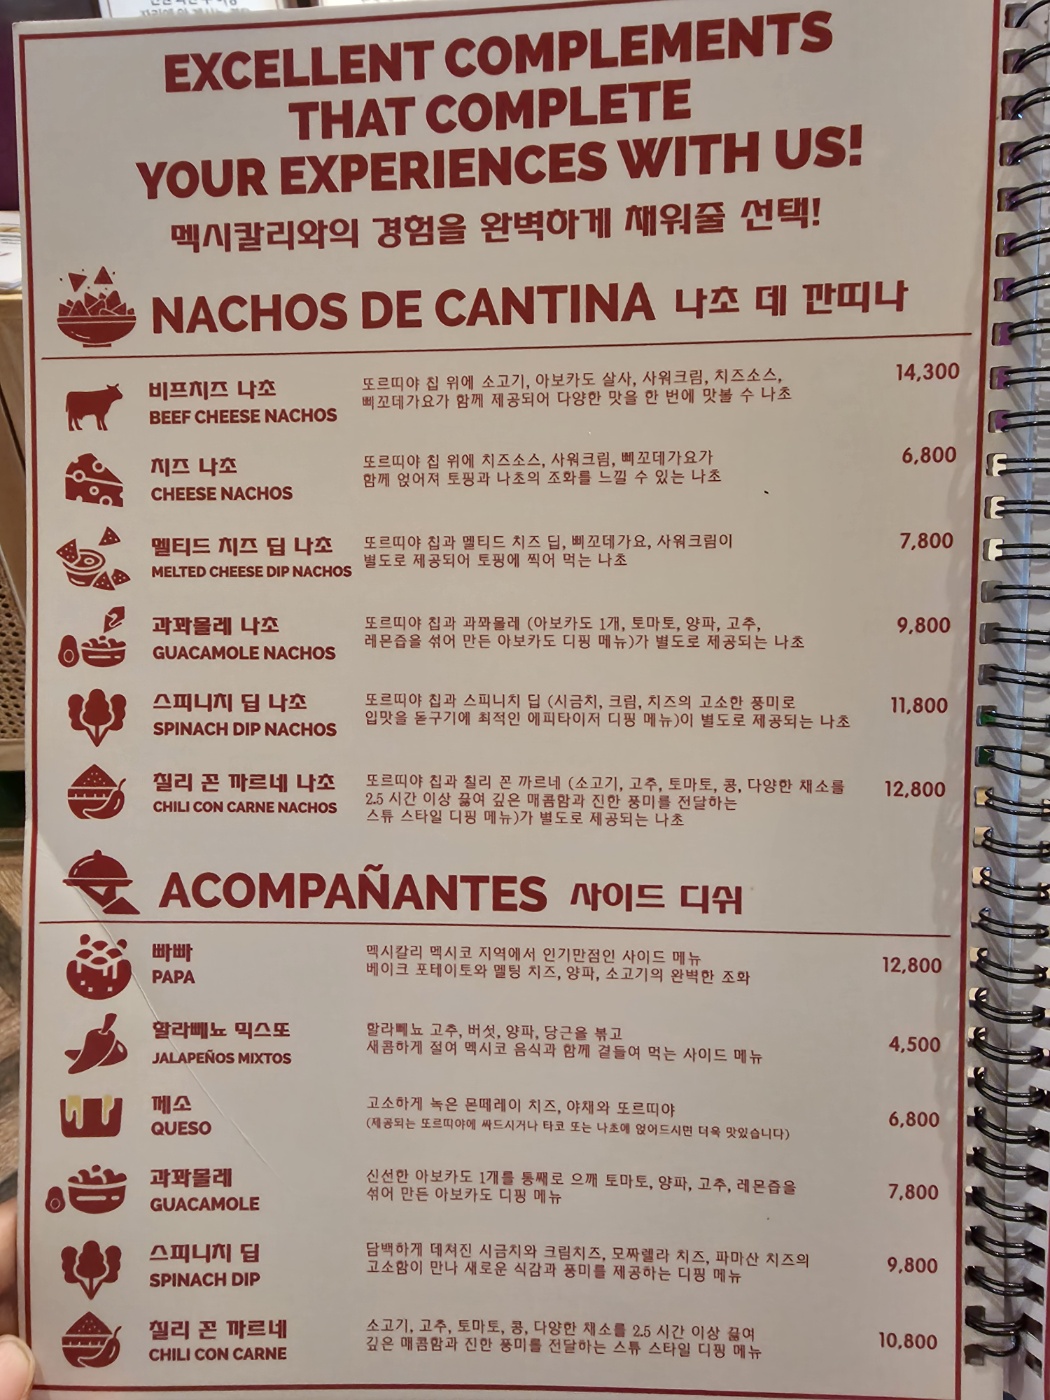 EXCELLENT COMPLEMENTS
THAT COMPLETE
YOUR EXPERIENCES WITH US!
멕시칼리와의 경험을 완벽하게 채워줄 선택!
NACHOS DE CANTINA 나초 데 깐띠나
비프치즈 나초
BEEF CHEESE NACHOS
또르띠야 칩 위에 소고기, 아보카도 살사, 사워크림, 치즈소스,
삐꼬데가요가 함께 제공되어 다양한 맛을 한 번에 맛볼 수 나초
14,300
치즈 나초
CHEESE NACHOS
또르띠야 칩 위에 치즈소스, 사워크림, 삐꼬데가요가
함께 얹어져 토핑과 나초의 조화를 느낄 수 있는 나초
6,800
멜티드 치즈 딥 나초
MELTED CHEESE DIP NACHOS
또르띠야 칩과 멜티드 치즈 딥, 삐꼬데가요, 사워크림이
별도로 제공되어 토핑에 찍어 먹는 나초
7,800
과꽈몰레 나초
GUACAMOLE NACHOS
또르띠야 칩과 과꽈몰레 (아보카도 1개, 토마토, 양파, 고추,
레몬즙을 섞어 만든 아보카도 디핑 메뉴)가 별도로 제공되는 나초
9,800
스피니치 딥 나초
SPINACH DIP NACHOS
또르띠야 칩과 스피니치 딥 (시금치, 크림, 치즈의 고소한 풍미로
입맛을 돋구기에 최적인 에피타이저 디핑 메뉴)이 별도로 제공되는 나초
11,800
칠리 꼰 까르네 나초
CHILI CON CARNE NACHOS
또르띠야 칩과 칠리 꼰 까르네 (소고기, 고추, 토마토, 콩, 다양한 채소를
2.5 시간 이상 끓여 깊은 매콤함과 진한 풍미를 전달하는
스튜 스타일 디핑 메뉴)가 별도로 제공되는 나초
12,800
ACOMPAÑANTES 사이드 디쉬
빠빠
PAPA
멕시칼리 멕시코 지역에서 인기만점인 사이드 메뉴
베이크 포테이토와 멜팅 치즈, 양파, 소고기의 완벽한 조화
12,800
할라뻬뇨 믹스또
JALAPEÑOS MIXTOS
할라뻬뇨 고추, 버섯, 양파, 당근을 볶고
새콤하게 절여 멕시코 음식과 함께 곁들여 먹는 사이드 메뉴
4,500
께소
QUESO
고소하게 녹은 몬떼레이 치즈, 야채와 또르띠야
(제공되는 또르띠야에 싸드시거나 타코 또는 나초에 얹어드시면 더욱 맛있습니다)
6,800
과꽈몰레
GUACAMOLE
신선한 아보카도 1개를 통째로 으깨 토마토, 양파, 고추, 레몬즙을
섞어 만든 아보카도 디핑 메뉴
7,800
스피니치 딥
SPINACH DIP
담백하게 데쳐진 시금치와 크림치즈, 모짜렐라 치즈, 파마산 치즈의
고소함이 만나 새로운 식감과 풍미를 제공하는 디핑 메뉴
9,800
칠리 꼰 까르네
CHILI CON CARNE
소고기, 고추, 토마토, 콩, 다양한 채소를 2.5 시간 이상 끓여
깊은 매콤함과 진한 풍미를 전달하는 스튜 스타일 디핑 메뉴
10,800